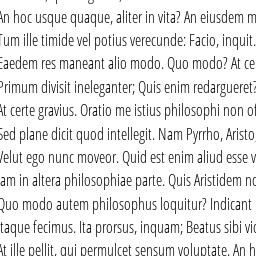 An hoc usque quaque, aliter in vita? An eiusdem m
Tum ille timide vel potius verecunde: Facio, inquit.
Eaedem res maneant alio modo. Quo modo? At ce
Primum divisit ineleganter; Quis enim redargueret?
At certe gravius. Oratio me istius philosophi non of
Sed plane dicit quod intellegit. Nam Pyrrho, Aristo
Velut ego nunc moveor. Quid est enim aliud esse v
iam in altera philosophiae parte. Quis Aristidem no
Quo modo autem philosophus loquitur? Indicant
Itaque fecimus. Ita prorsus, inquam; Beatus sibi vid
At ille pellit, qui permulcet sensum voluptate. An h